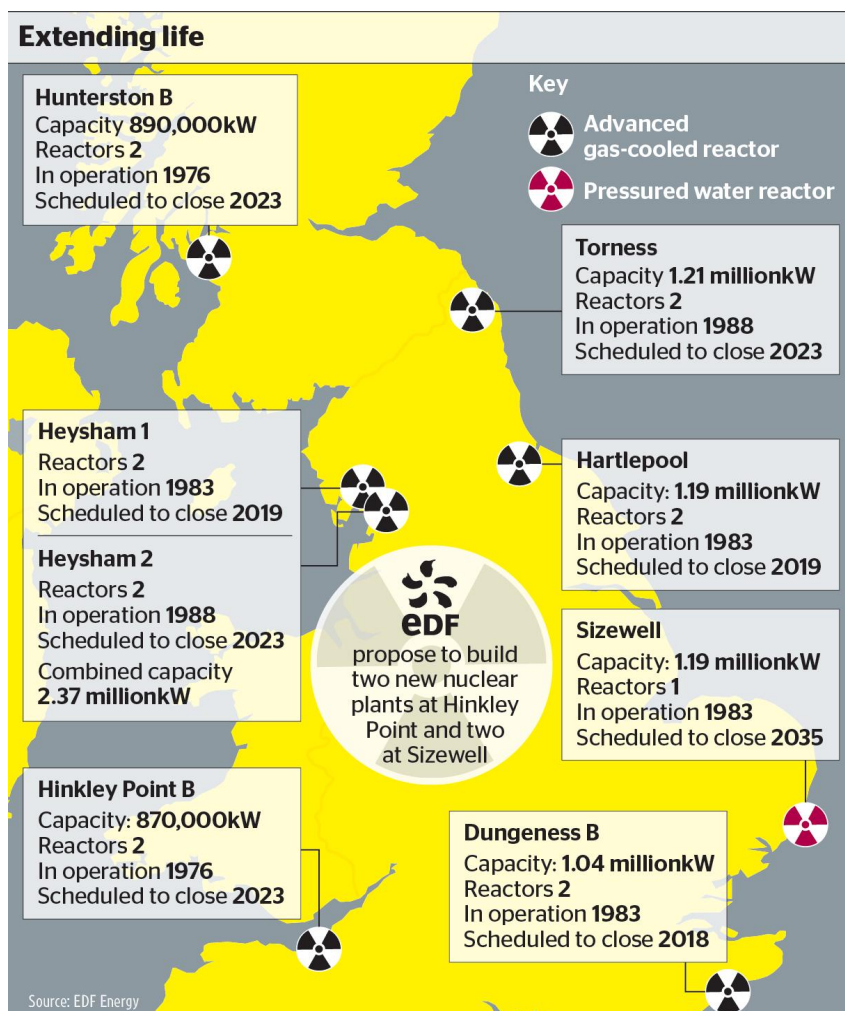 Extending life
Hunterston B
Capacity 890,000kW
Reactors 2
In operation 1976
Scheduled to close 2023
Key
Advanced
gas-cooled reactor
Pressured water reactor
Torness
Capacity 1.21 millionkW
Reactors 2
In operation 1988
Scheduled to close 2023
Heysham 1
Reactors 2
In operation 1983
Scheduled to close 2019
Heysham 2
Reactors 2
In operation 1988
Scheduled to close 2023
Combined capacity
2.37 millionkW
Hartlepool
Capacity: 1.19 millionkW
Reactors 2
In operation 1983
Scheduled to close 2019
eDF
propose to build
two new nuclear
plants at Hinkley
Point and two
at Sizewell
Sizewell
Capacity: 1.19 millionkW
Reactors 1
In operation 1983
Scheduled to close 2035
Hinkley Point B
Capacity: 870,000kW
Reactors 2
In operation 1976
Scheduled to close 2023
Dungeness B
Capacity: 1.04 millionkW
Reactors 2
In operation 1983
Scheduled to close 2018
Source: EDF Energy